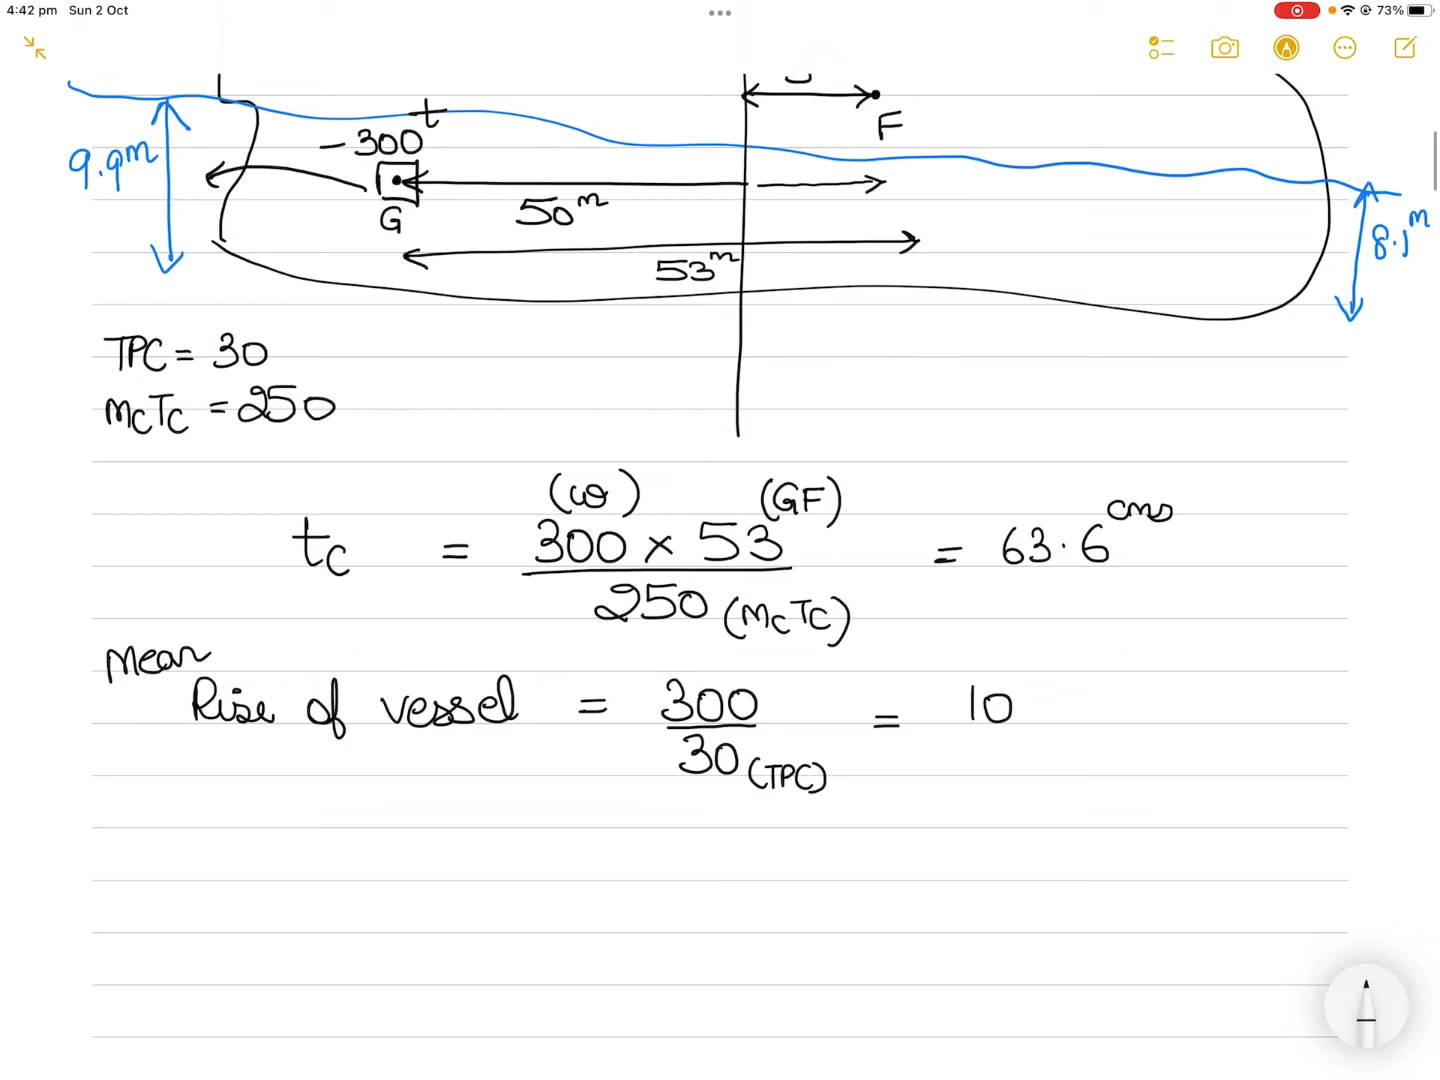 4:42 pm Sun 2 Oct
73%
t
-300
F
9.9m
G
50m
8.1m
53m
TPC = 30
MCTC = 250
(w) (GF)
tc = 300 x 53 = 63.6 cms
250 (MCTC)
Mean
Rise of vessel = 300 = 10
30 (TPC)